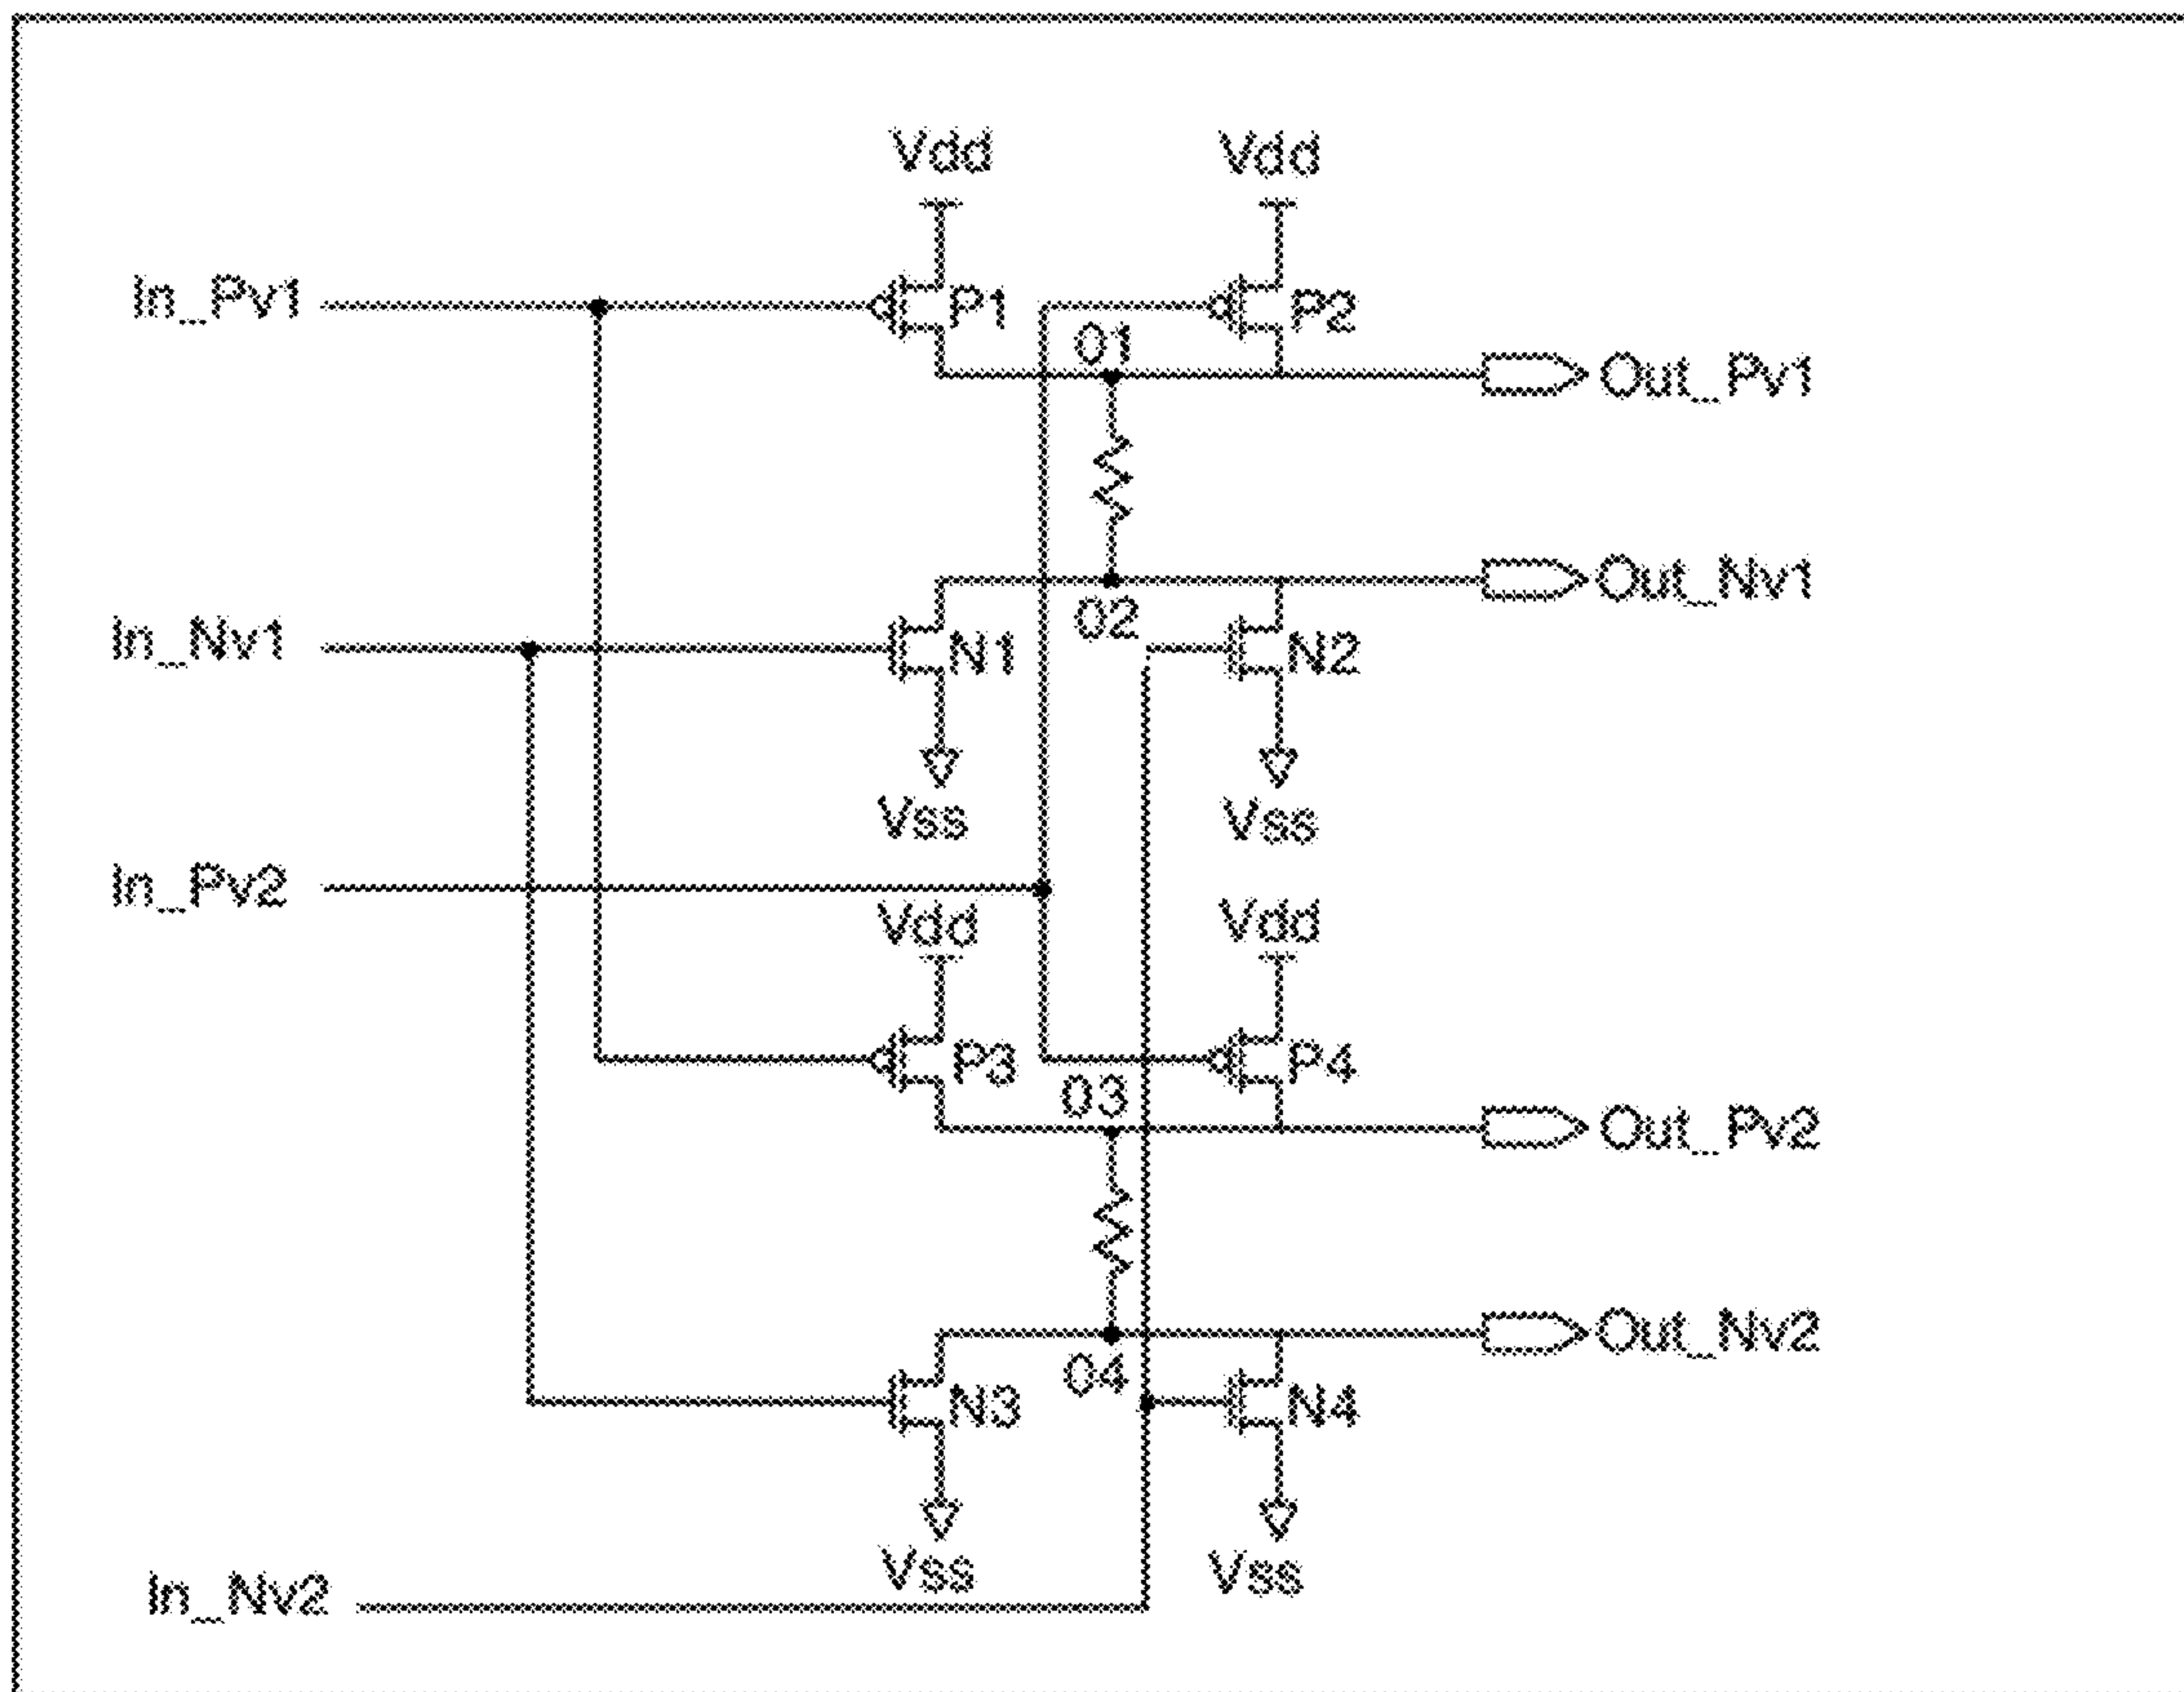 Vdd Vdd
In_Pv1 P1 P2
01
Out_Pv1
Out_Nv1
02
In_Nv1 N1 N2
Vss Vss
In_Pv2
Vdd Vdd
P3 P4
03
Out_Pv2
Out_Nv2
04
N3 N4
Vss Vss
In_Nv2